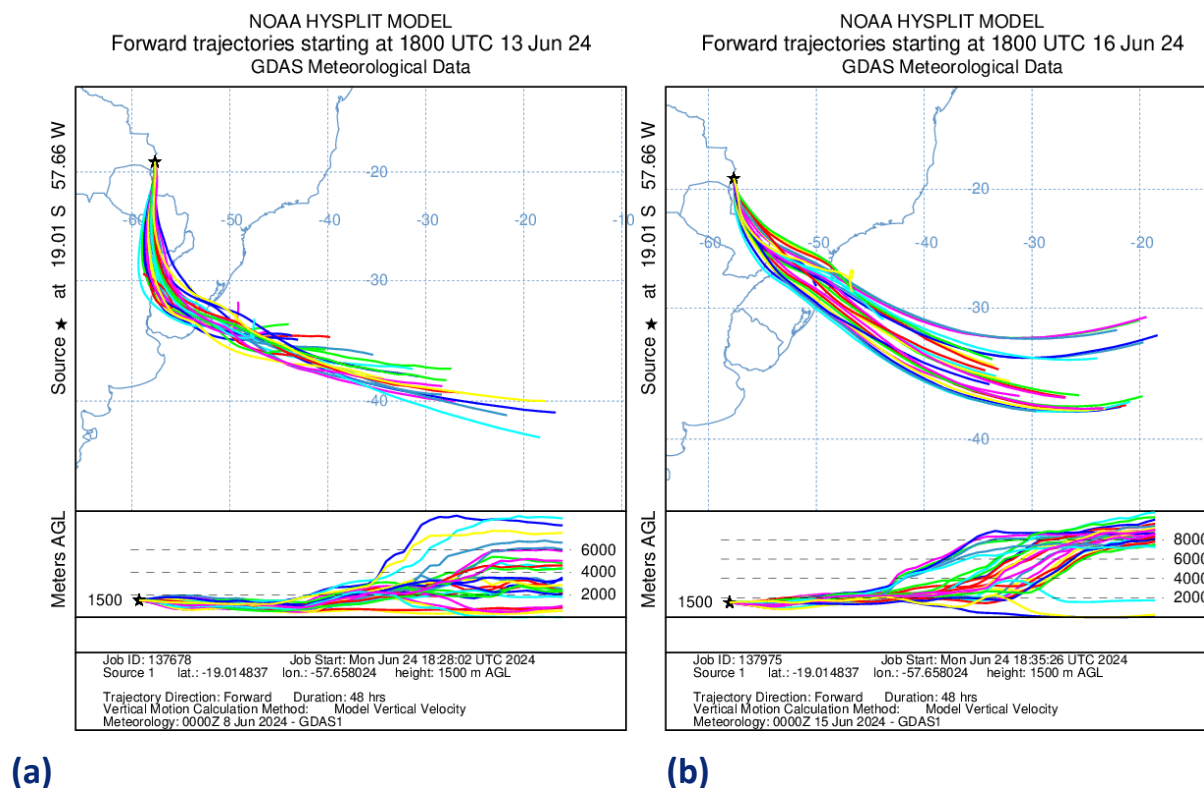 NOAA HYSPLIT MODEL
Forward trajectories starting at 1800 UTC 13 Jun 24
GDAS Meteorological Data
Source ★ at 19.01 S 57.66 W
-20
-60
-50
-40
-30
-20
-10
-30
-40
Meters AGL
6000
4000
2000
1500
Job ID: 137678 Job Start: Mon Jun 24 18:28:02 UTC 2024
Source 1 lat.: -19.014837 lon.: -57.658024 height: 1500 m AGL
Trajectory Direction: Forward Duration: 48 hrs
Vertical Motion Calculation Method: Model Vertical Velocity
Meteorology: 0000Z 8 Jun 2024 - GDAS1
(a)
NOAA HYSPLIT MODEL
Forward trajectories starting at 1800 UTC 16 Jun 24
GDAS Meteorological Data
Source ★ at 19.01 S 57.66 W
-20
-60
-50
-40
-30
-20
-30
-40
Meters AGL
8000
6000
4000
2000
1500
Job ID: 137975 Job Start: Mon Jun 24 18:35:26 UTC 2024
Source 1 lat.: -19.014837 lon.: -57.658024 height: 1500 m AGL
Trajectory Direction: Forward Duration: 48 hrs
Vertical Motion Calculation Method: Model Vertical Velocity
Meteorology: 0000Z 15 Jun 2024 - GDAS1
(b)